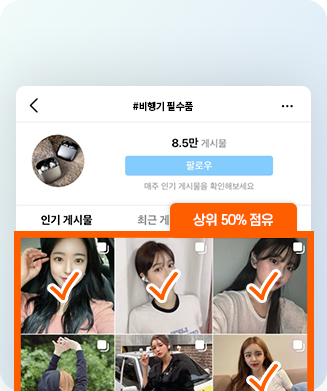 #비행기 필수품
8.5만 게시물
팔로우
매주 인기 게시물을 확인해보세요
인기 게시물
최근 게
상위 50% 점유